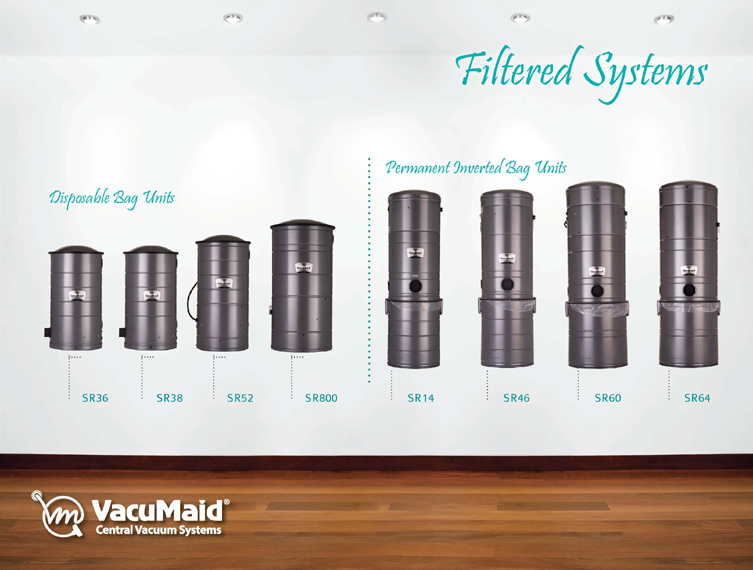 Filtered Systems
Disposable Bag Units
Permanent Inverted Bag Units
SR36
SR38
SR52
SR800
SR14
SR46
SR60
SR64
vm VacuMaid®
Central Vacuum Systems